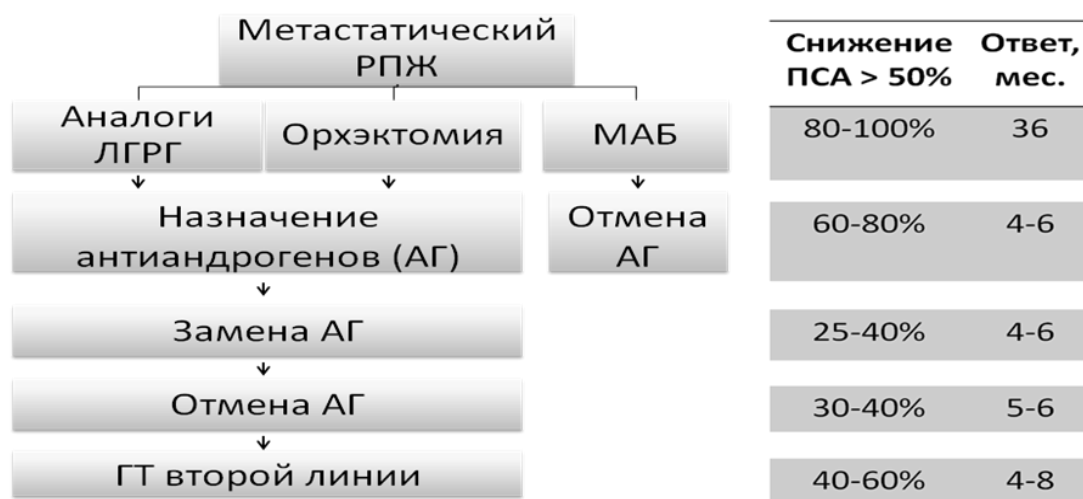 Метастатический
РПЖ
Снижение
ПСА > 50%
Ответ,
мес.
Аналоги
ЛГРГ
Орхэктомия
МАБ
80-100%
36
Назначение
антиандрогенов (АГ)
Отмена
АГ
60-80%
4-6
Замена АГ
25-40%
4-6
Отмена АГ
30-40%
5-6
ГТ второй линии
40-60%
4-8